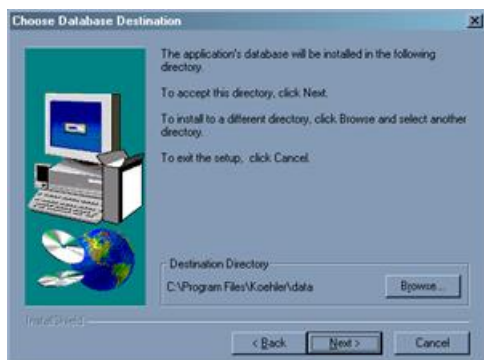 Choose Database Destination
The application's database will be installed in the following
directory.
To accept this directory, click Next.
To install to a different directory, click Browse and select another
directory.
To exit the setup, click Cancel.
Destination Directory
C:\Program Files\Koehler\data
Browse...
InstallShield
< Back
Next >
Cancel